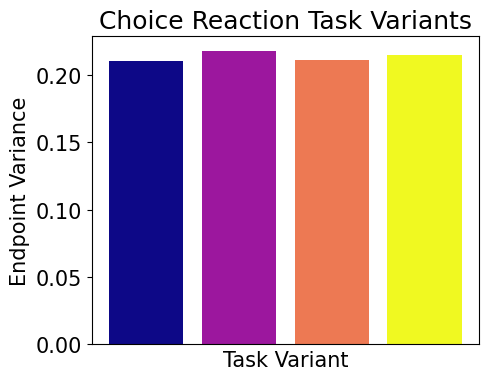 Choice Reaction Task Variants
Endpoint Variance
0.20
0.15
0.10
0.05
0.00
Task Variant